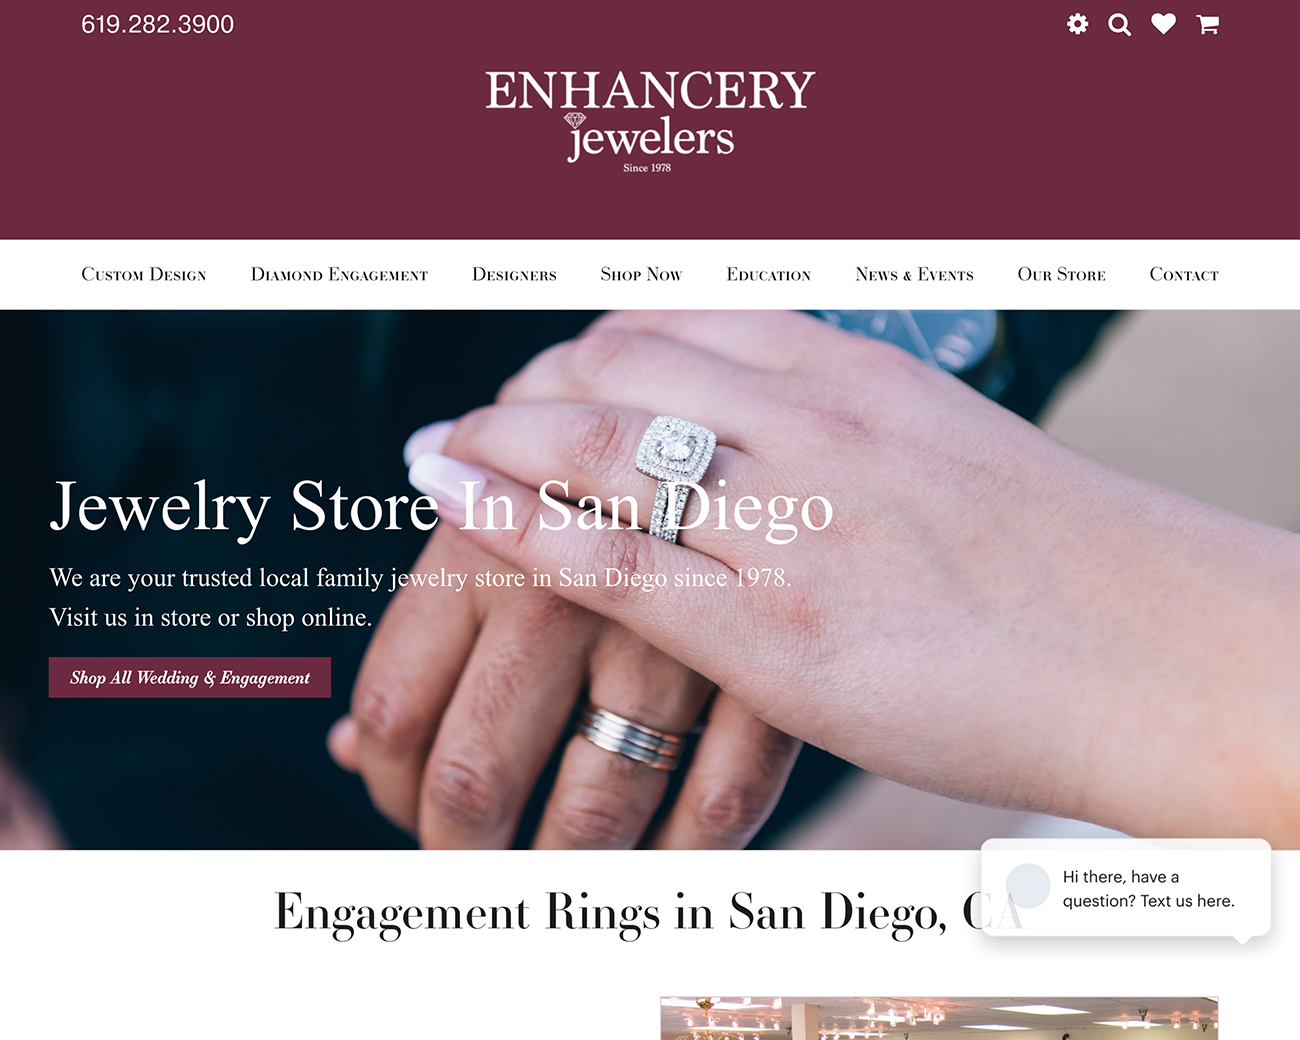 619.282.3900
ENHANCERY
jewelers
Since 1978
Custom Design Diamond Engagement Designers Shop Now Education News & Events Our Store Contact
Jewelry Store In San Diego
We are your trusted local family jewelry store in San Diego since 1978.
Visit us in store or shop online.
Shop All Wedding & Engagement
Engagement Rings in San Diego, CA
Hi there, have a
question? Text us here.